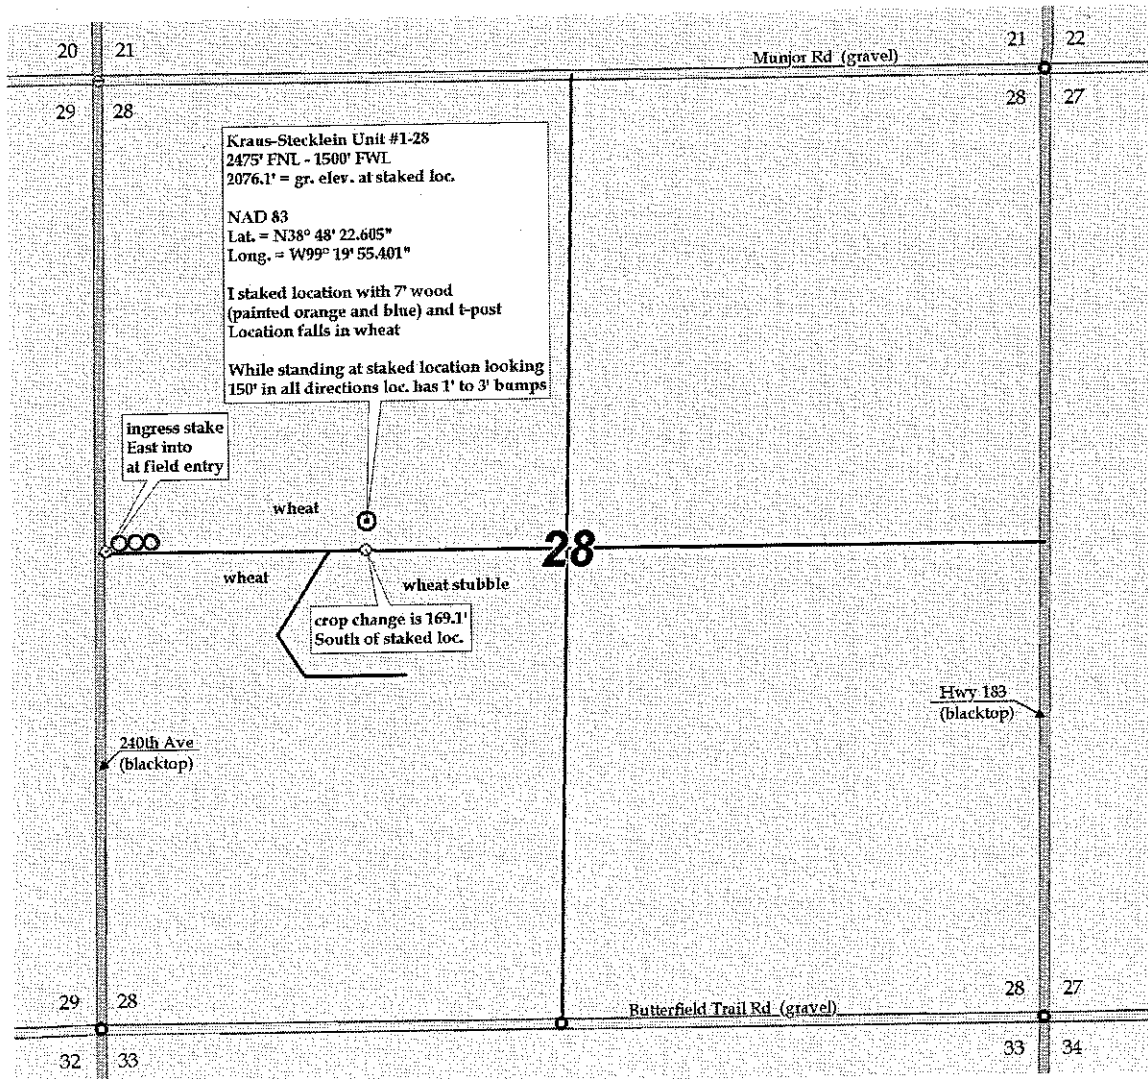 20 21
21 22
Munjor Rd (gravel)
29 28
28 27
Kraus-Stecklein Unit #1-28
2475' FNL - 1500' FWL
2076.1' = gr. elev. at staked loc.
NAD 83
Lat. = N38° 48' 22.605"
Long. = W99° 19' 55.401"
I staked location with 7' wood
(painted orange and blue) and t-post
Location falls in wheat
While standing at staked location looking
150' in all directions loc. has 1' to 3' bumps
ingress stake
East into
at field entry
wheat
28
wheat
wheat stubble
crop change is 169.1'
South of staked loc.
Hwy 183
(blacktop)
240th Ave
(blacktop)
29 28
28 27
Butterfield Trail Rd (gravel)
32 33
33 34